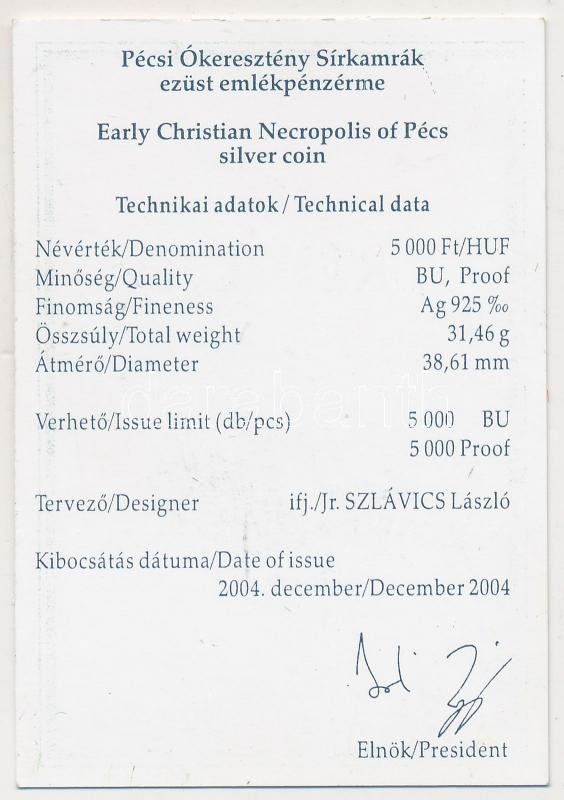 Pécsi Ókeresztény Sírkamrák
ezüst emlékpénzérme
Early Christian Necropolis of Pécs
silver coin
Technikai adatok / Technical data
Névérték/Denomination 5 000 Ft/HUF
Minőség/Quality BU, Proof
Finomság/Fineness Ag 925 ‰
Összsúly/Total weight 31,46 g
Átmérő/Diameter 38,61 mm
darabanth
Verhető/Issue limit (db/pcs) 5 000 BU
5 000 Proof
Tervező/Designer ifj./Jr. SZLÁVICS László
Kibocsátás dátuma/Date of issue
2004. december/December 2004
Elnök/President